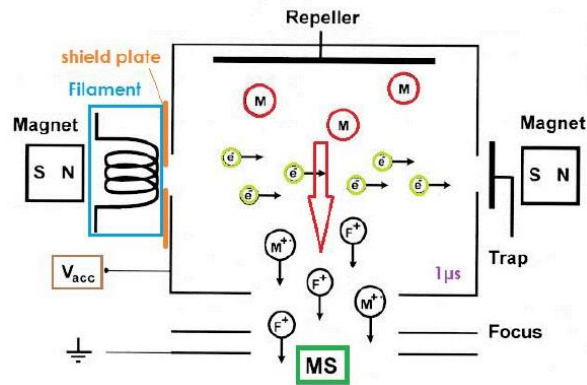 Repeller
shield plate
Filament
Magnet
S N
M
M
M
Magnet
S N
e⁻
e⁻
e⁻
e⁻
e⁻
e⁻
M⁺·
F⁺
F⁺
M⁺·
F⁺
1µs
Trap
Vacc
Focus
MS